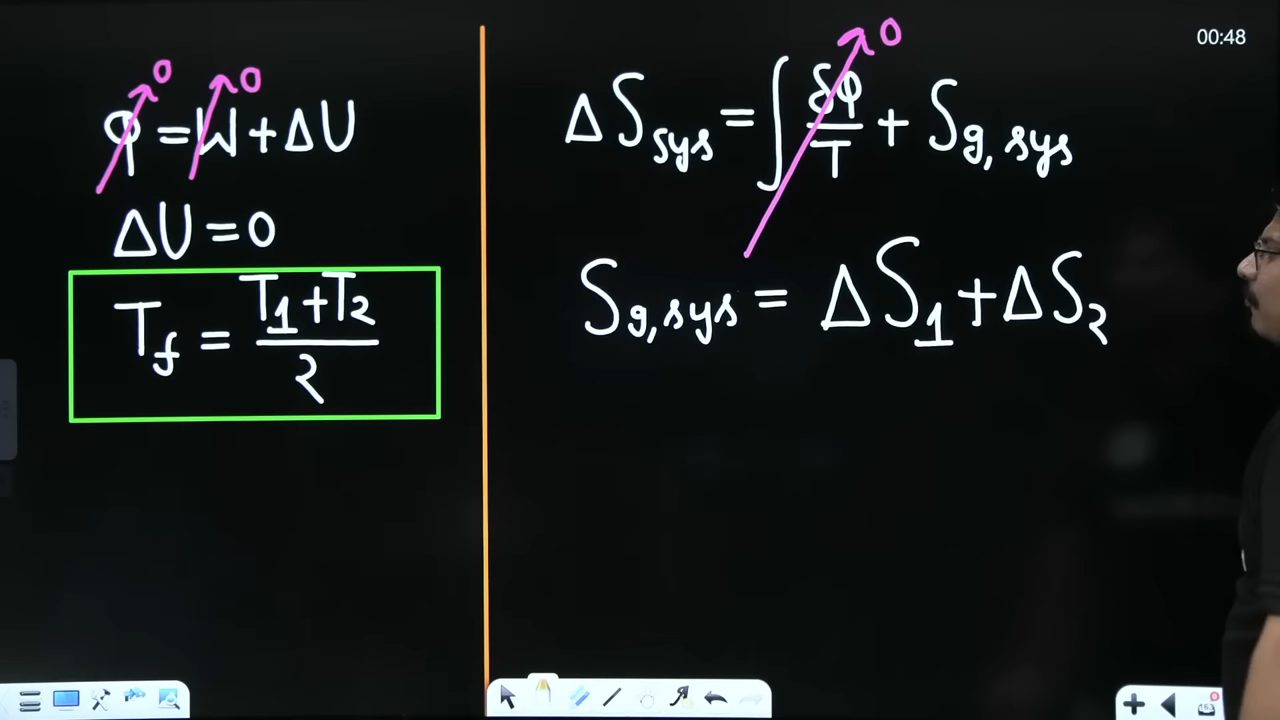 φ = W + ΔU
0 0
ΔU = 0
T_f = (T_1 + T_2)/2
00:48
ΔS_sys = ∫ δφ/T + S_g,sys
0
S_g,sys = ΔS_1 + ΔS_2